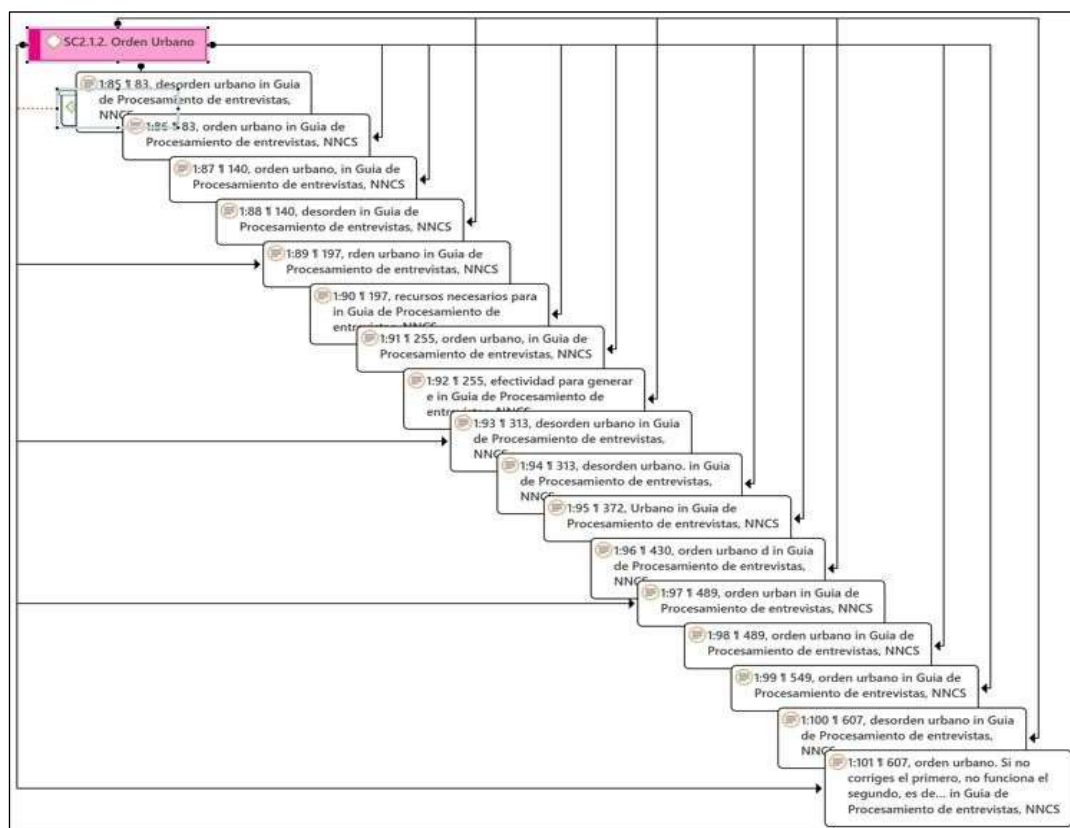 SC2.1.2. Orden Urbano
1:85 ¶ 83, desorden urbano in Guia
de Procesamiento de entrevistas,
NNCS
1:86 ¶ 83, orden urbano in Guia de
Procesamiento de entrevistas, NNCS
1:87 ¶ 140, orden urbano, in Guia de
Procesamiento de entrevistas, NNCS
1:88 ¶ 140, desorden in Guia de
Procesamiento de entrevistas, NNCS
1:89 ¶ 197, rden urbano in Guia de
Procesamiento de entrevistas, NNCS
1:90 ¶ 197, recursos necesarios para
in Guia de Procesamiento de
entrevistas, NNCS
1:91 ¶ 255, orden urbano, in Guia de
Procesamiento de entrevistas, NNCS
1:92 ¶ 255, efectividad para generar
e in Guia de Procesamiento de
entrevistas, NNCS
1:93 ¶ 313, desorden urbano in Guia
de Procesamiento de entrevistas,
NNCS
1:94 ¶ 313, desorden urbano. in Guia
de Procesamiento de entrevistas,
NNCS
1:95 ¶ 372, Urbano in Guia de
Procesamiento de entrevistas, NNCS
1:96 ¶ 430, orden urbano d in Guia
de Procesamiento de entrevistas,
NNCS
1:97 ¶ 489, orden urban in Guia de
Procesamiento de entrevistas, NNCS
1:98 ¶ 489, orden urbano in Guia de
Procesamiento de entrevistas, NNCS
1:99 ¶ 549, orden urbano in Guia de
Procesamiento de entrevistas, NNCS
1:100 ¶ 607, desorden urbano in Guia
de Procesamiento de entrevistas,
NNCS
1:101 ¶ 607, orden urbano. Si no
corriges el primero, no funciona el
segundo, es de... in Guia de
Procesamiento de entrevistas, NNCS